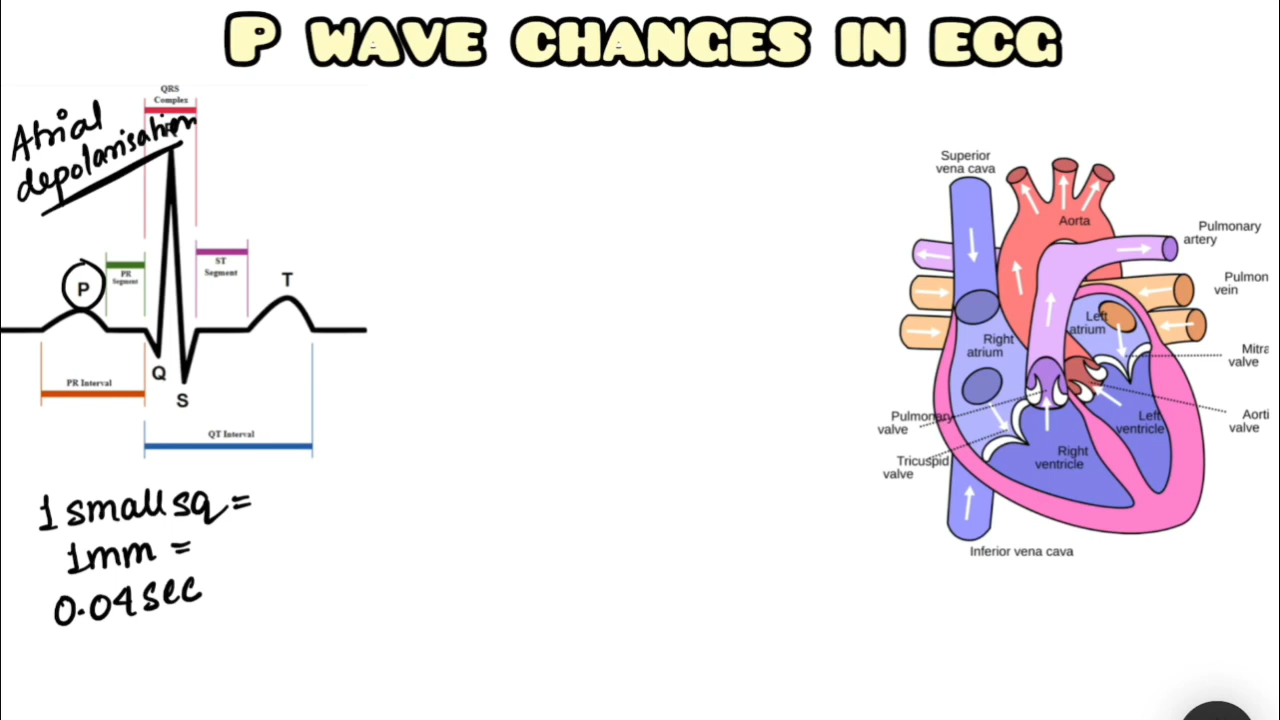 P WAVE CHANGES IN ECG
Atrial
depolarisation
QRS
Complex
P
PR
Segment
ST
Segment
T
Q
S
PR Interval
QT Interval
1 small sq =
1mm =
0.04 sec
Superior
vena cava
Aorta
Pulmonary
artery
Pulmon
vein
Left
atrium
Right
atrium
Mitra
valve
Pulmonary
valve
Aorti
valve
Left
ventricle
Tricuspid
valve
Right
ventricle
Inferior vena cava